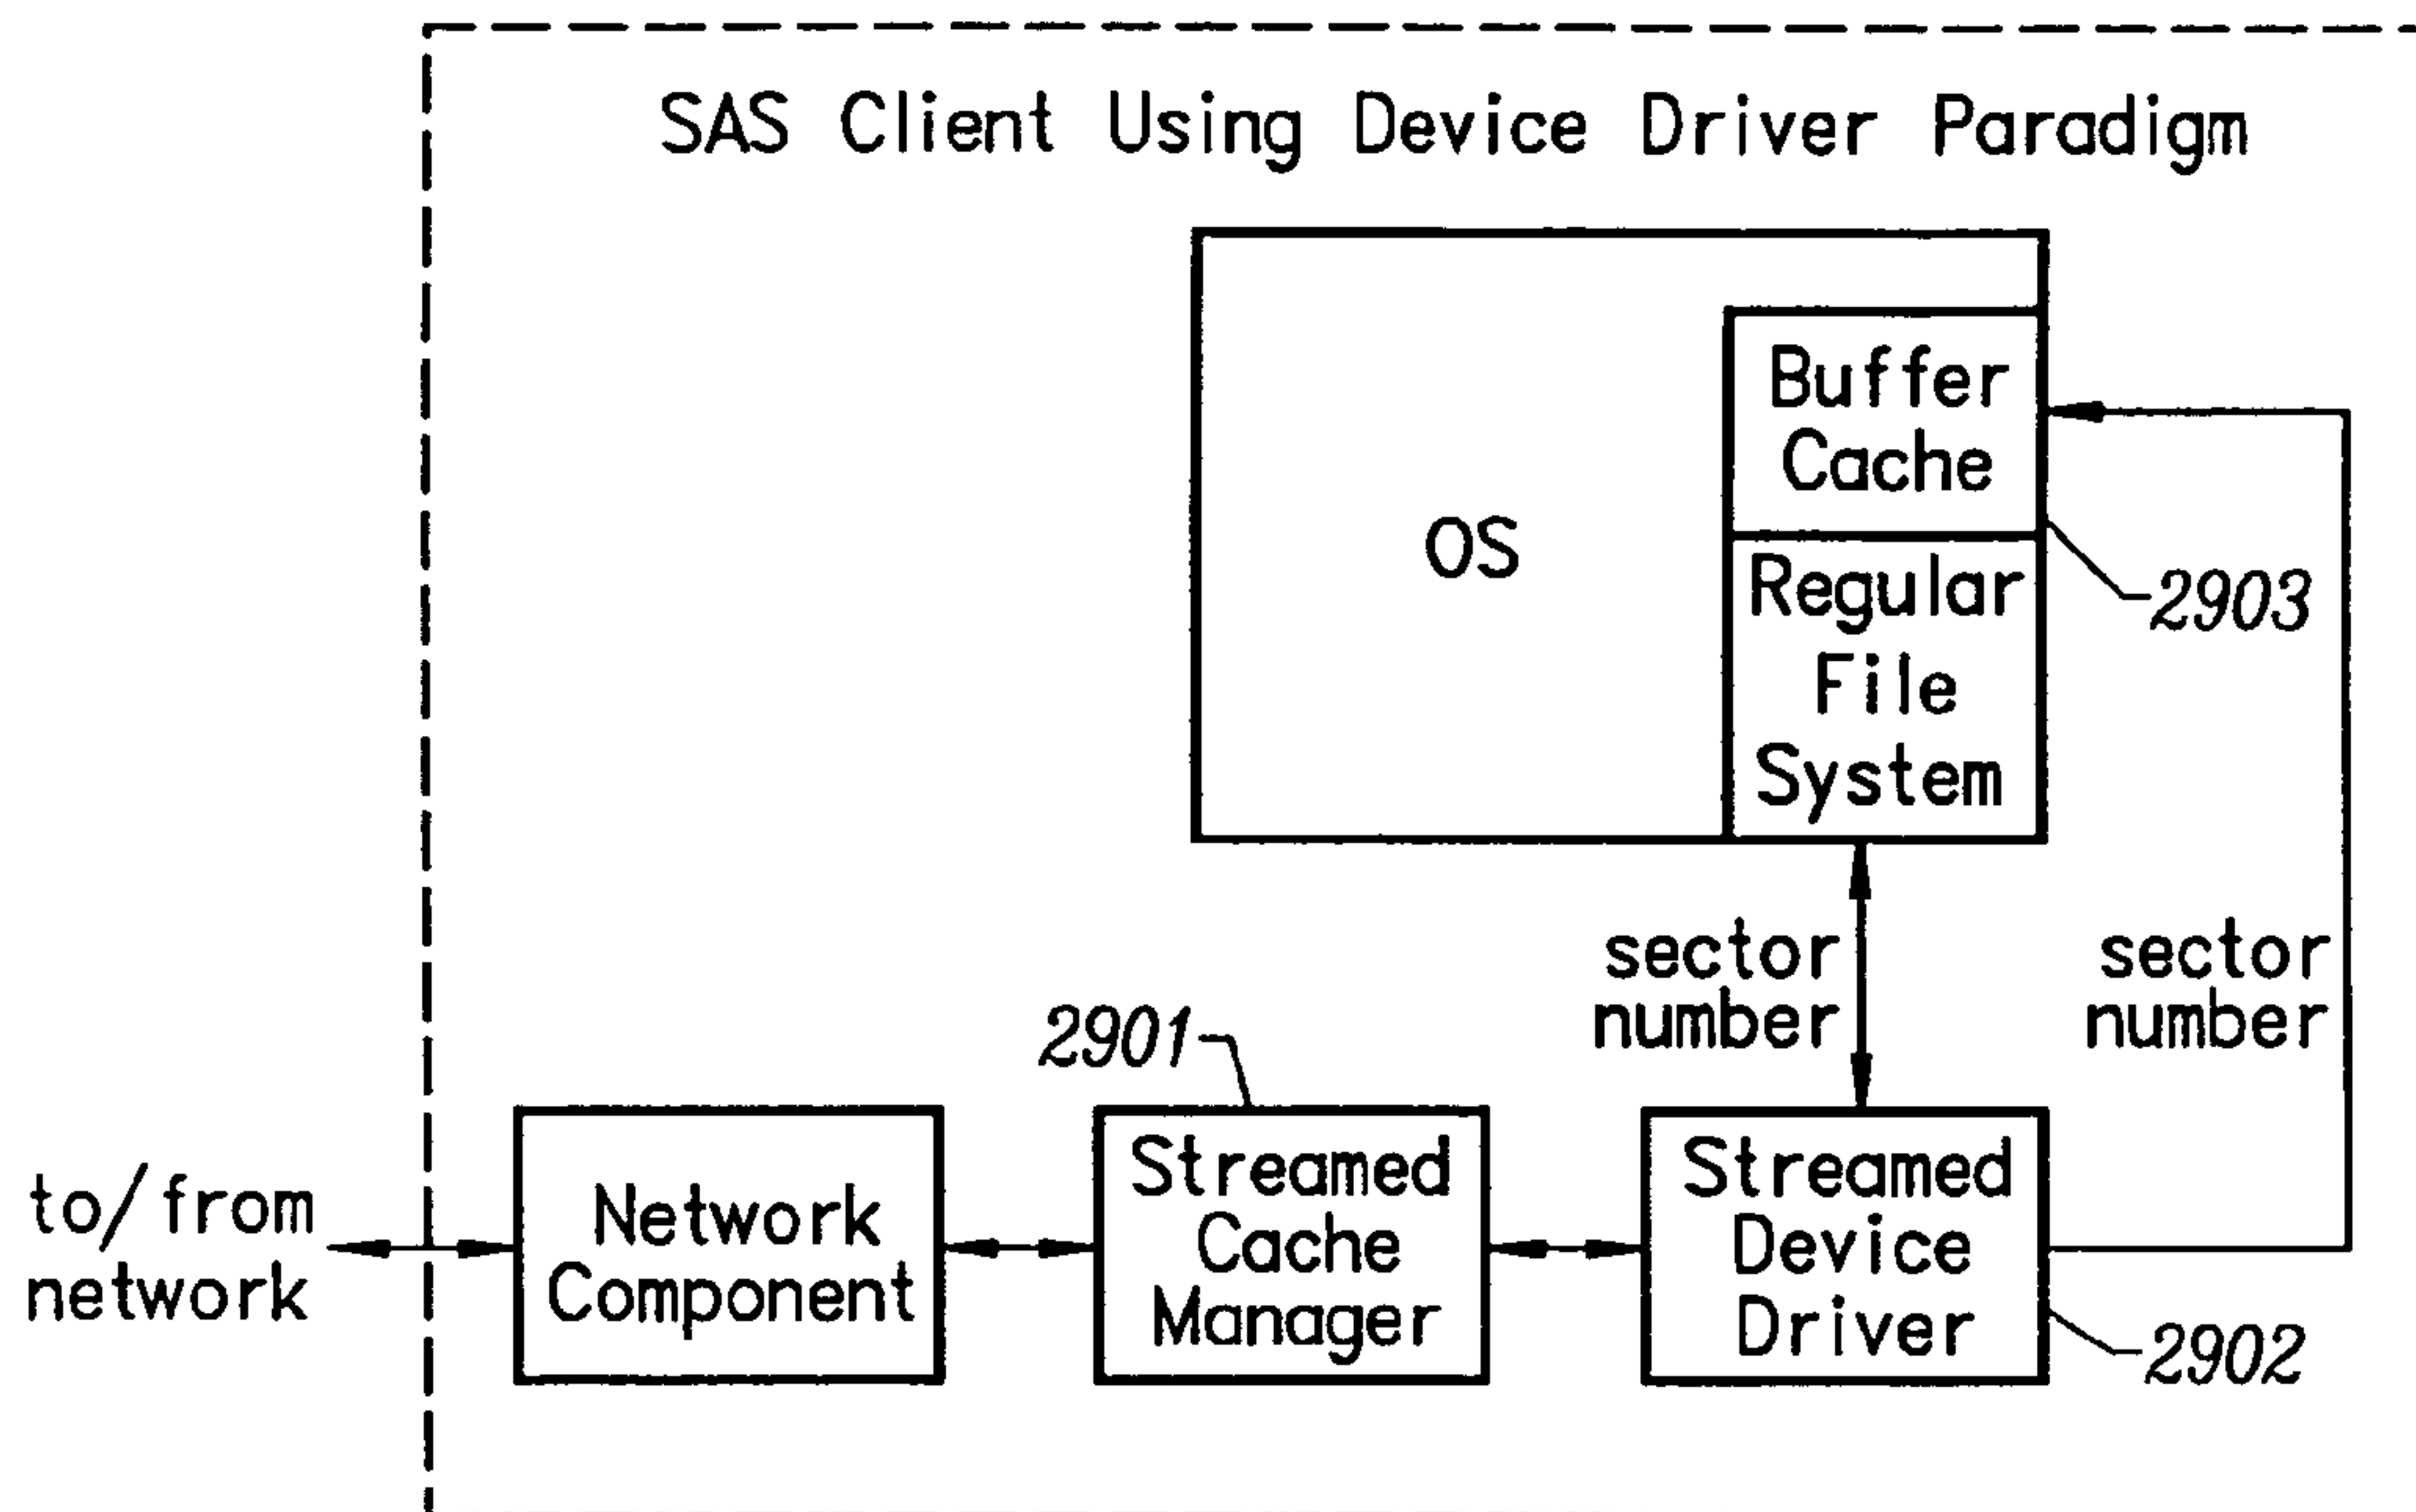 SAS Client Using Device Driver Paradigm
Buffer
Cache
OS
Regular
File
System
2903
sector
number
sector
number
2901
to/from
network
Network
Component
Streamed
Cache
Manager
Streamed
Device
Driver
2902